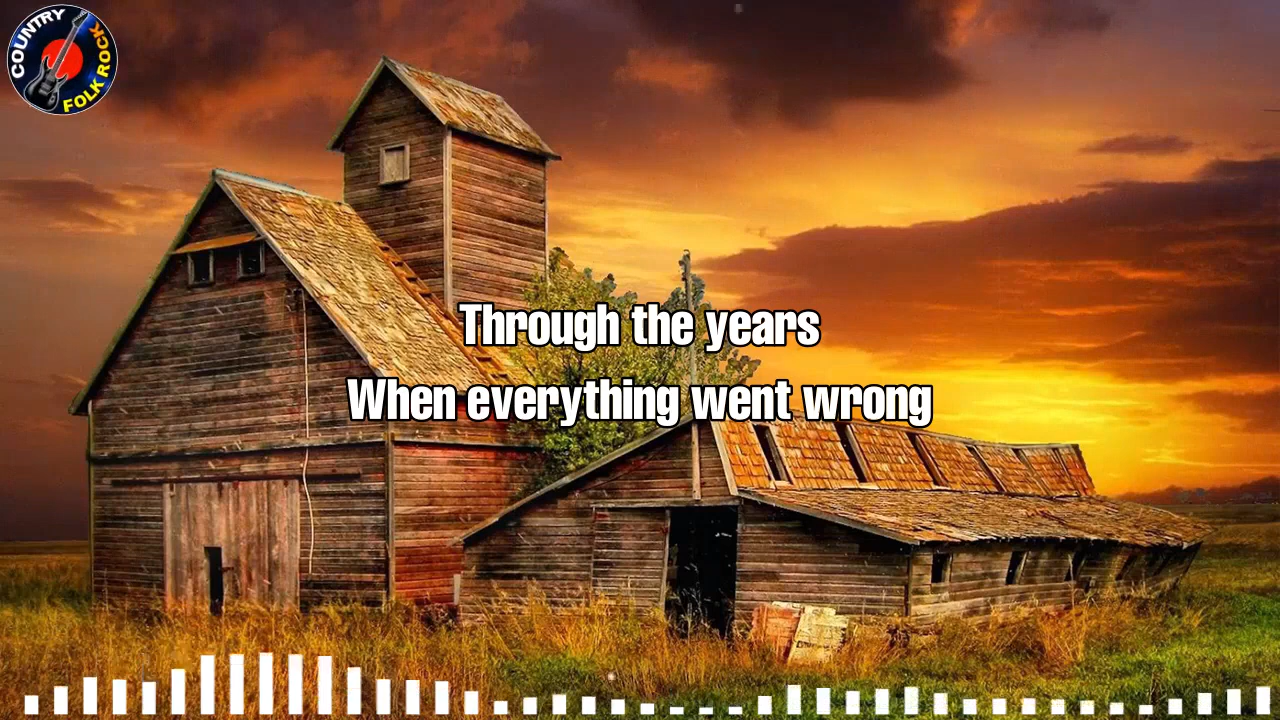 COUNTRY
FOLK ROCK
Through the years
When everything went wrong